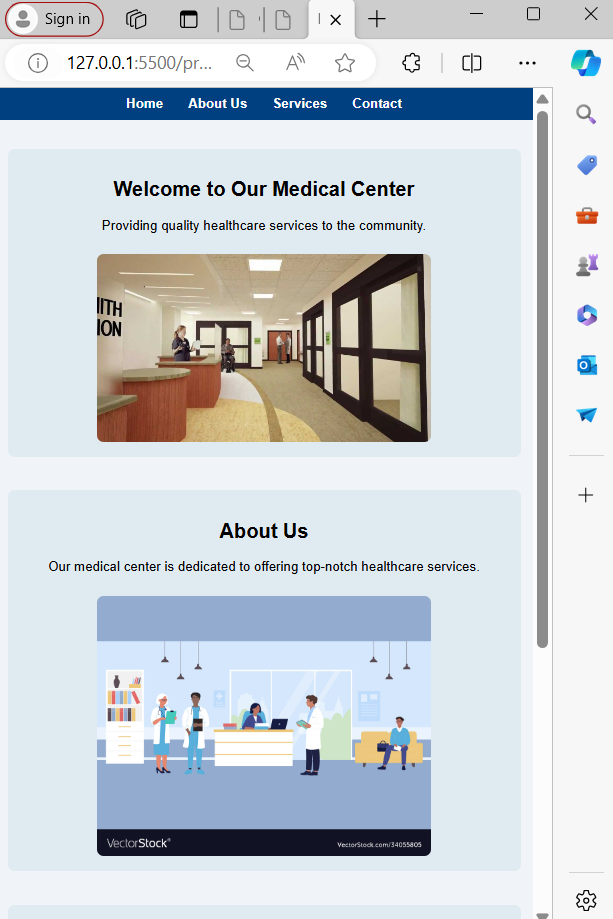 Sign in
127.0.0.1:5500/pr...
Home About Us Services Contact
Welcome to Our Medical Center
Providing quality healthcare services to the community.
ITH
ION
About Us
Our medical center is dedicated to offering top-notch healthcare services.
VectorStock®
VectorStock.com/34055805